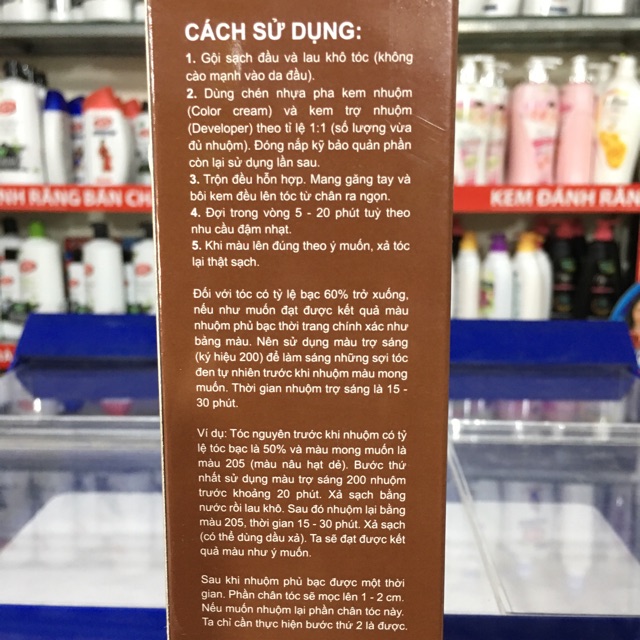 CÁCH SỬ DỤNG:
1. Gội sạch đầu và lau khô tóc (không
cào mạnh vào da đầu).
2. Dùng chén nhựa pha kem nhuộm
(Color cream) và kem trợ nhuộm
(Developer) theo tỉ lệ 1:1 (số lượng vừa
đủ nhuộm). Đóng nắp kỹ bảo quản phần
còn lại sử dụng lần sau.
3. Trộn đều hỗn hợp. Mang găng tay và
bôi kem đều lên tóc từ chân ra ngọn.
4. Đợi trong vòng 5 - 20 phút tuỳ theo
nhu cầu đậm nhạt.
5. Khi màu lên đúng theo ý muốn, xả tóc
lại thật sạch.
Đối với tóc có tỷ lệ bạc 60% trở xuống,
nếu như muốn đạt được kết quả màu
nhuộm phủ bạc thời trang chính xác như
bảng màu. Nên sử dụng màu trợ sáng
(ký hiệu 200) để làm sáng những sợi tóc
đen tự nhiên trước khi nhuộm màu mong
muốn. Thời gian nhuộm trợ sáng là 15 -
30 phút.
Ví dụ: Tóc nguyên trước khi nhuộm có tỷ
lệ tóc bạc là 50% và màu mong muốn là
màu 205 (màu nâu hạt dẻ). Bước thứ
nhất sử dụng màu trợ sáng 200 nhuộm
trước khoảng 20 phút. Xả sạch bằng
nước rồi lau khô. Sau đó nhuộm lại bằng
màu 205, thời gian 15 - 30 phút. Xả sạch
(có thể dùng dầu xả). Ta sẽ đạt được kết
quả màu như ý muốn.
Sau khi nhuộm phủ bạc được một thời
gian. Phần chân tóc sẽ mọc lên 1 - 2 cm.
Nếu muốn nhuộm lại phần chân tóc này.
Ta chỉ cần thực hiện bước thứ 2 là được.
NH RĂNG BÀN CH
KEM ĐÁNH RĂN